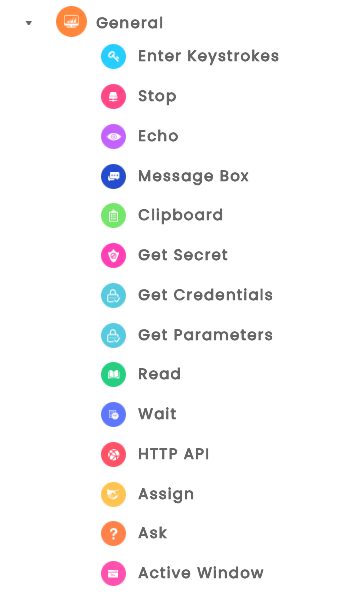 General
Enter Keystrokes
Stop
Echo
Message Box
Clipboard
Get Secret
Get Credentials
Get Parameters
Read
Wait
HTTP API
Assign
Ask
Active Window